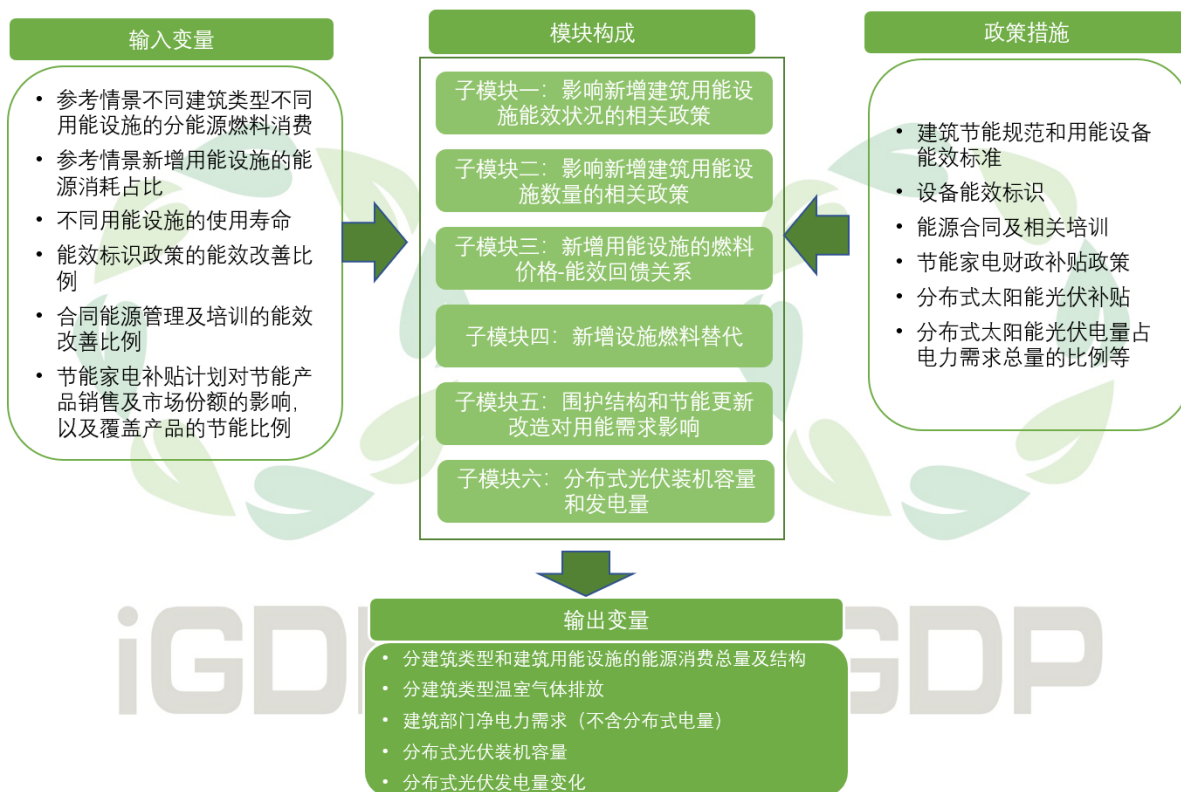 输入变量
• 参考情景不同建筑类型不同
用能设施的分能源燃料消费
• 参考情景新增用能设施的能
源消耗占比
• 不同用能设施的使用寿命
• 能效标识政策的能效改善比
例
• 合同能源管理及培训的能效
改善比例
• 节能家电补贴计划对节能产
品销售及市场份额的影响,
以及覆盖产品的节能比例
模块构成
子模块一：影响新增建筑用能设
施能效状况的相关政策
子模块二：影响新增建筑用能设
施数量的相关政策
子模块三：新增用能设施的燃料
价格-能效回馈关系
子模块四：新增设施燃料替代
子模块五：围护结构和节能更新
改造对用能需求影响
子模块六：分布式光伏装机容量
和发电量
政策措施
• 建筑节能规范和用能设备
能效标准
• 设备能效标识
• 能源合同及相关培训
• 节能家电财政补贴政策
• 分布式太阳能光伏补贴
• 分布式太阳能光伏电量占
电力需求总量的比例等
输出变量
• 分建筑类型和建筑用能设施的能源消费总量及结构
• 分建筑类型温室气体排放
• 建筑部门净电力需求（不含分布式电量）
• 分布式光伏装机容量
• 分布式光伏发电量变化
iGD
GDP